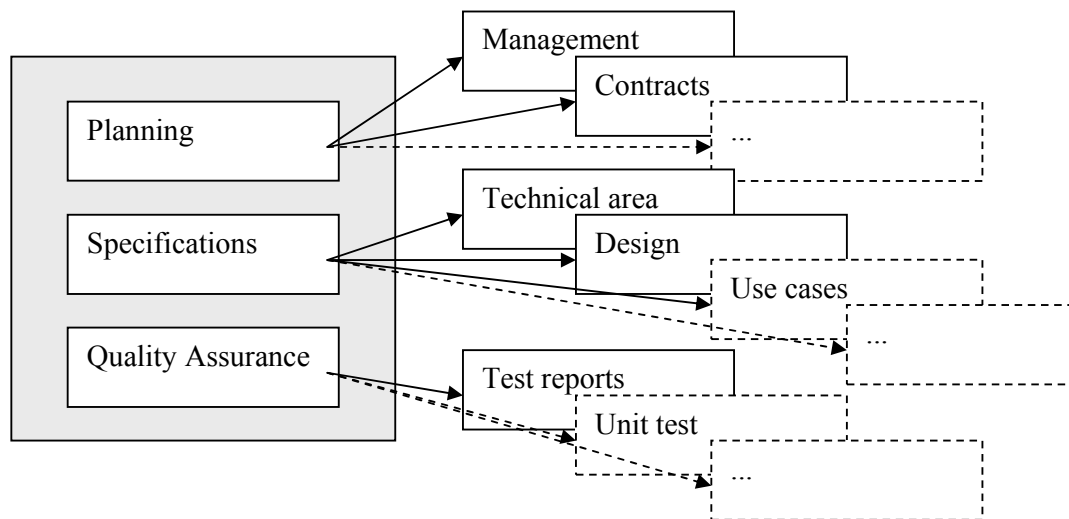 Management
Contracts
Planning
...
Technical area
Specifications
Design
Use cases
...
Quality Assurance
Test reports
Unit test
...